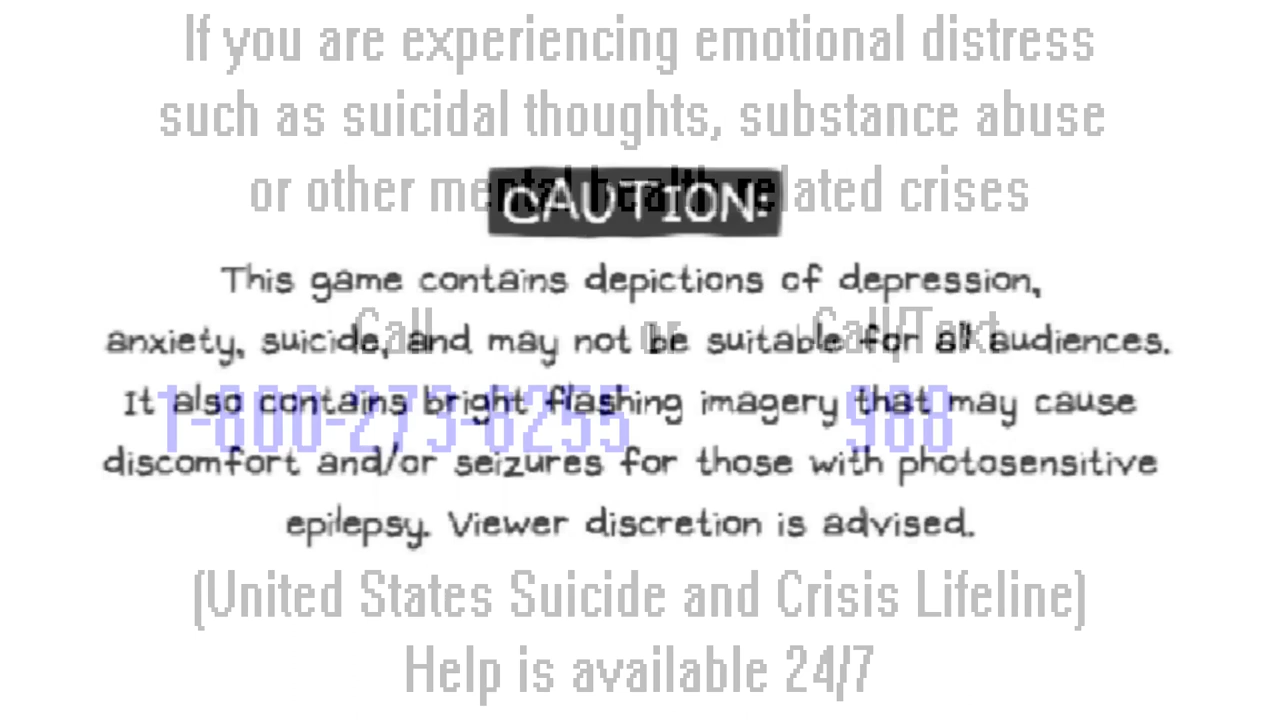 If you are experiencing emotional distress
such as suicidal thoughts, substance abuse
or other mental health related crises
CAUTION:
This game contains depictions of depression,
Call or Call/Text
anxiety, suicide, and may not be suitable for all audiences.
It also contains bright flashing imagery that may cause
1-800-273-8255 988
discomfort and/or seizures for those with photosensitive
epilepsy. Viewer discretion is advised.
(United States Suicide and Crisis Lifeline)
Help is available 24/7